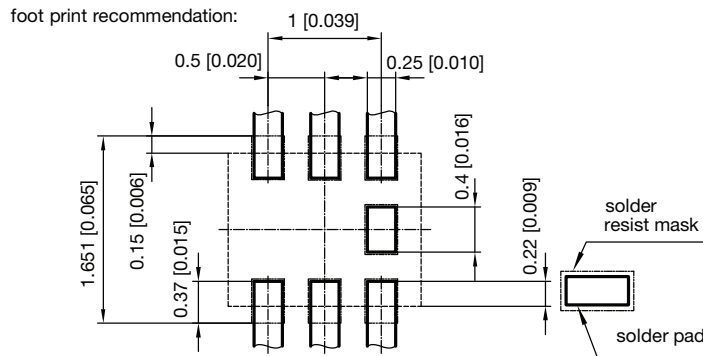 foot print recommendation:
1 [0.039]
0.5 [0.020]
0.25 [0.010]
1.651 [0.065]
0.15 [0.006]
0.37 [0.015]
0.4 [0.016]
0.22 [0.009]
solder
resist mask
solder pad